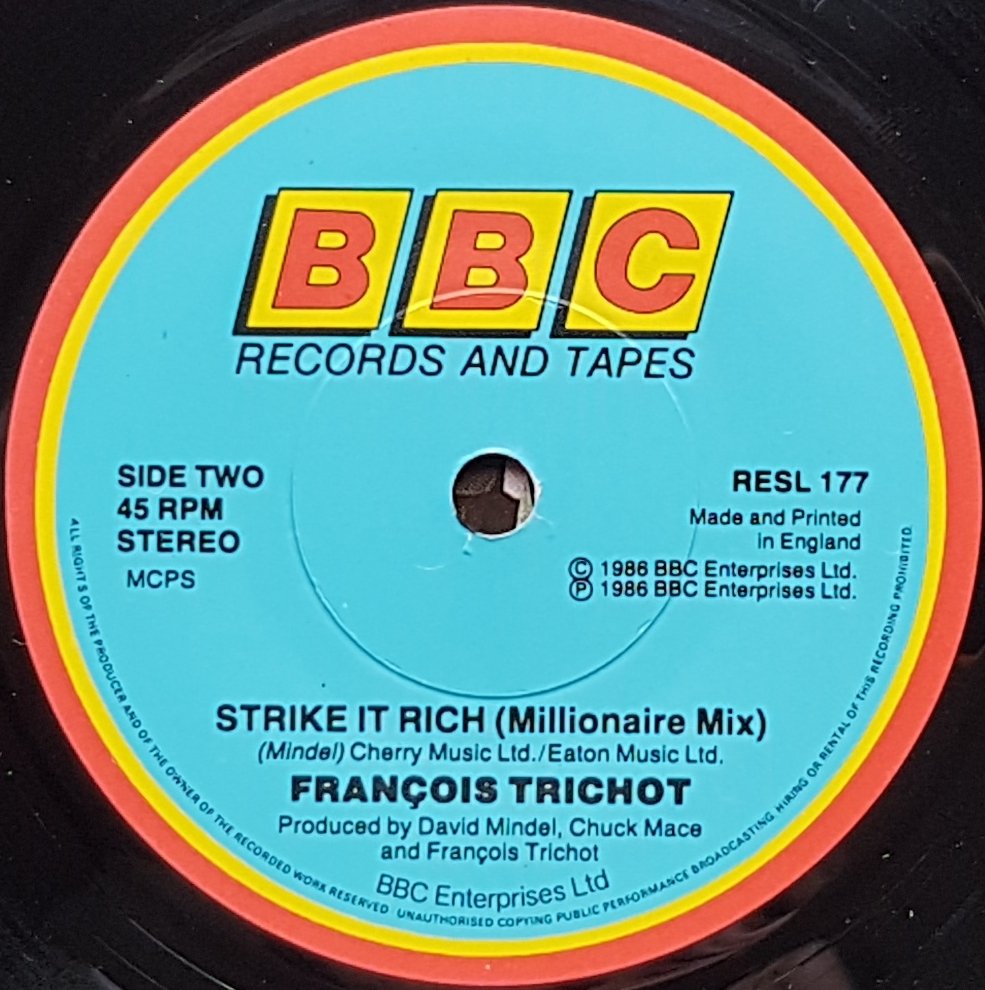 BBC
RECORDS AND TAPES
SIDE TWO
45 RPM
STEREO
MCPS
RESL 177
Made and Printed
in England
© 1986 BBC Enterprises Ltd.
℗ 1986 BBC Enterprises Ltd.
STRIKE IT RICH (Millionaire Mix)
(Mindel) Cherry Music Ltd./Eaton Music Ltd.
FRANÇOIS TRICHOT
Produced by David Mindel, Chuck Mace
and François Trichot
BBC Enterprises Ltd
ALL RIGHTS OF THE PRODUCER AND OF THE OWNER OF THE RECORDED WORK RESERVED UNAUTHORISED COPYING PUBLIC PERFORMANCE BROADCASTING HIRING OR RENTAL OF THIS RECORDING PROHIBITED.